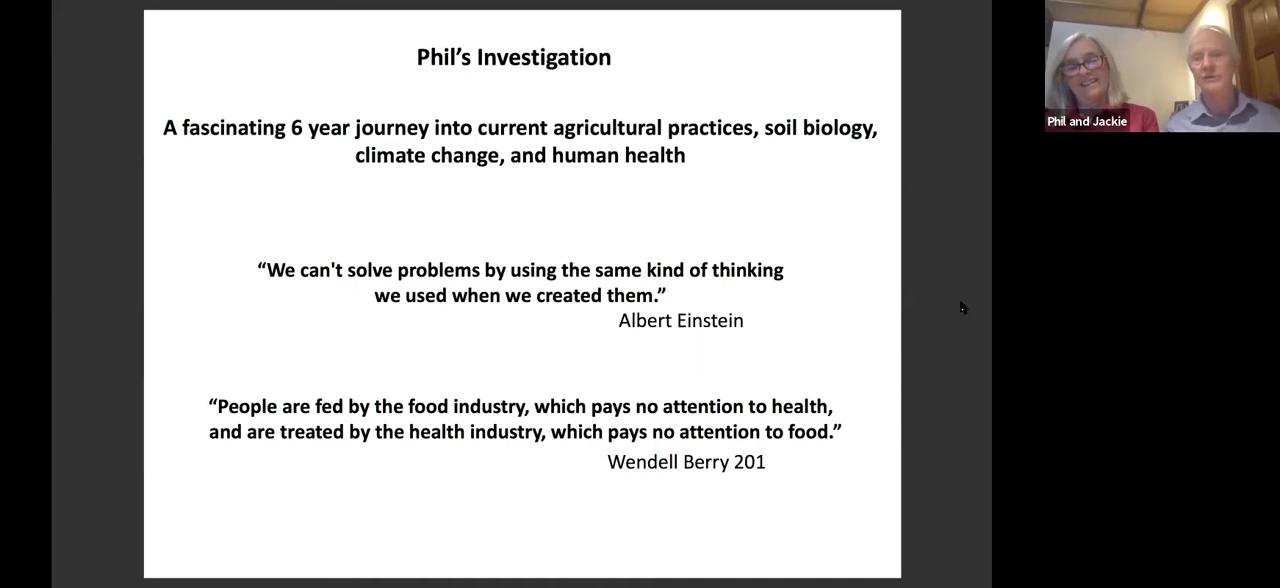 Phil’s Investigation
A fascinating 6 year journey into current agricultural practices, soil biology,
climate change, and human health
“We can't solve problems by using the same kind of thinking
we used when we created them.”
Albert Einstein
“People are fed by the food industry, which pays no attention to health,
and are treated by the health industry, which pays no attention to food.”
Wendell Berry 201
Phil and Jackie